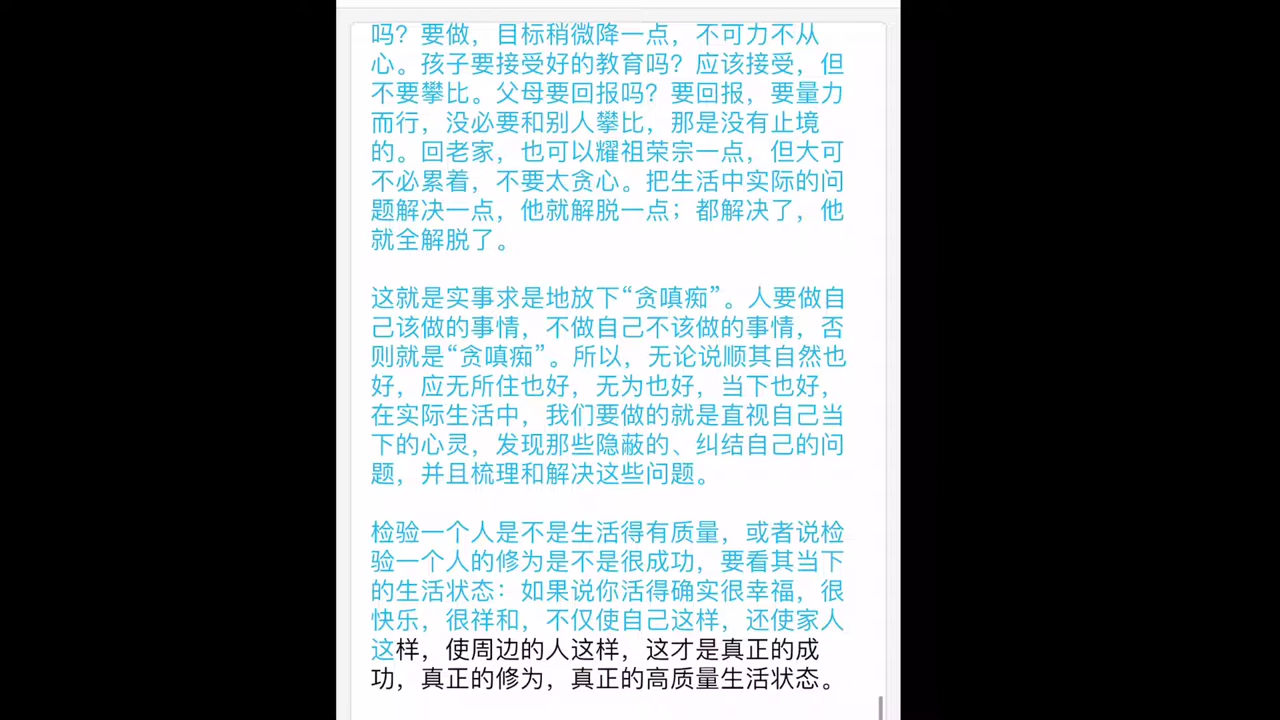 吗？要做，目标稍微降一点，不可力不从
心。孩子要接受好的教育吗？应该接受，但
不要攀比。父母要回报吗？要回报，要量力
而行，没必要和别人攀比，那是没有止境
的。回老家，也可以耀祖荣宗一点，但大可
不必累着，不要太贪心。把生活中实际的问
题解决一点，他就解脱一点；都解决了，他
就全解脱了。
这就是实事求是地放下“贪嗔痴”。人要做自
己该做的事情，不做自己不该做的事情，否
则就是“贪嗔痴”。所以，无论说顺其自然也
好，应无所住也好，无为也好，当下也好，
在实际生活中，我们要做的就是直视自己当
下的心灵，发现那些隐蔽的、纠结自己的问
题，并且梳理和解决这些问题。
检验一个人是不是生活得有质量，或者说检
验一个人的修为是不是很成功，要看其当下
的生活状态：如果说你活得确实很幸福，很
快乐，很祥和，不仅使自己这样，还使家人
这样，使周边的人这样，这才是真正的成
功，真正的修为，真正的高质量生活状态。